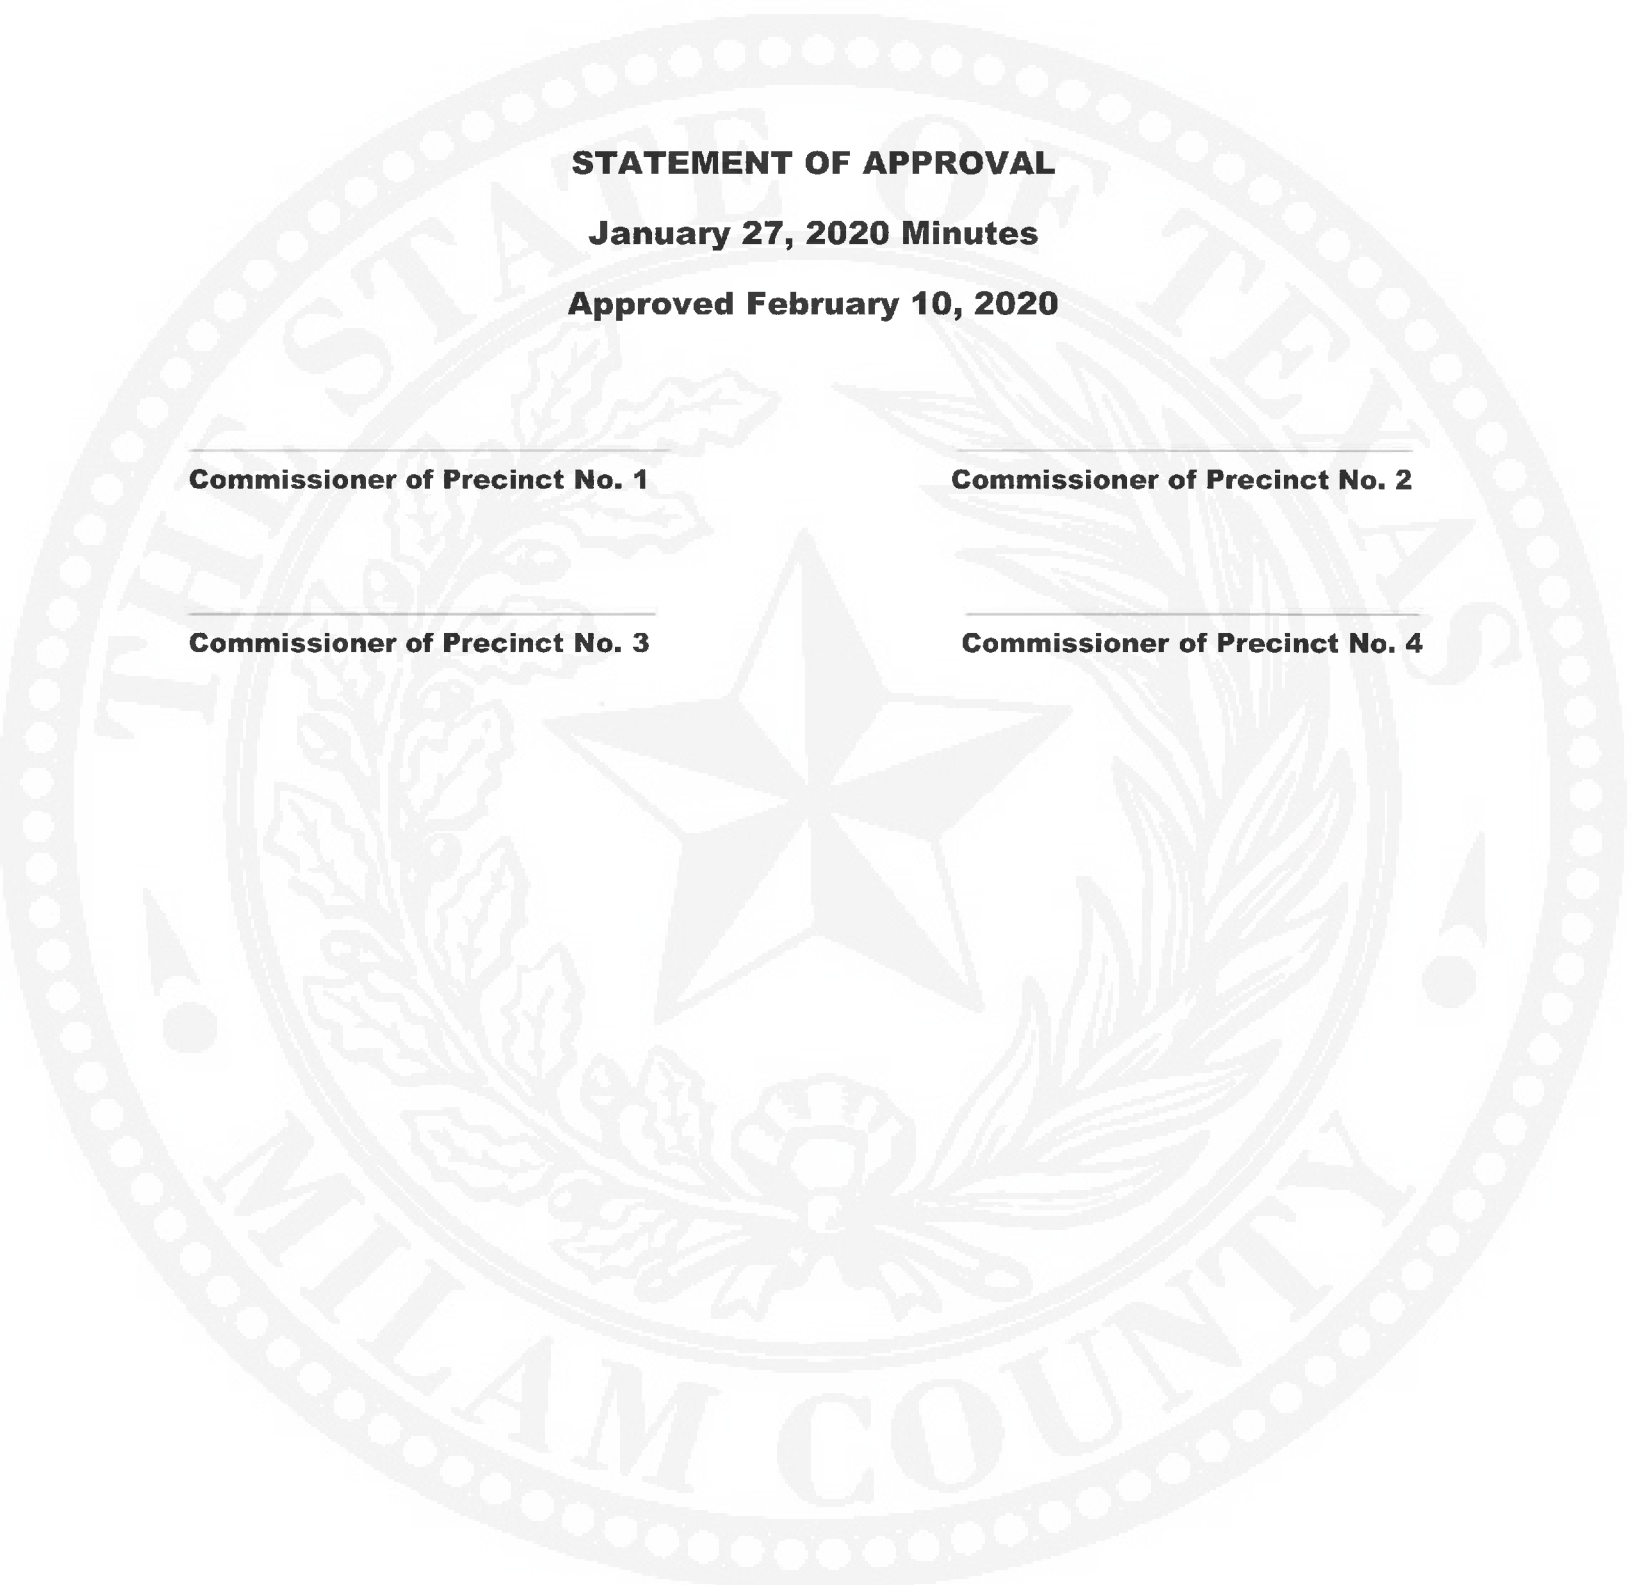 STATEMENT OF APPROVAL
January 27, 2020 Minutes
Approved February 10, 2020
Commissioner of Precinct No. 1
Commissioner of Precinct No. 2
Commissioner of Precinct No. 3
Commissioner of Precinct No. 4
THE STATE OF TEXAS
MILAM COUNTY